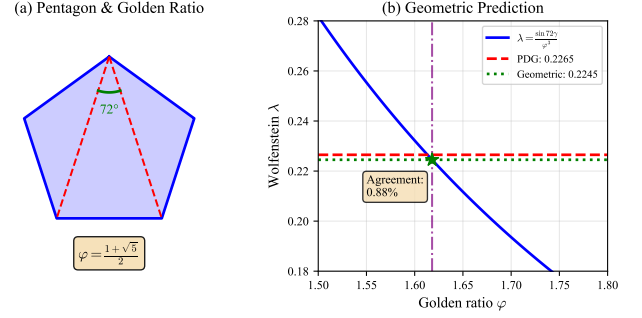 (a) Pentagon & Golden Ratio
72°
φ = (1+√5)/2
(b) Geometric Prediction
Wolfenstein λ
0.28
0.26
0.24
0.22
0.20
0.18
λ = sin 72γ/φ³
PDG: 0.2265
Geometric: 0.2245
Agreement:
0.88%
1.50
1.55
1.60
1.65
1.70
1.75
1.80
Golden ratio φ